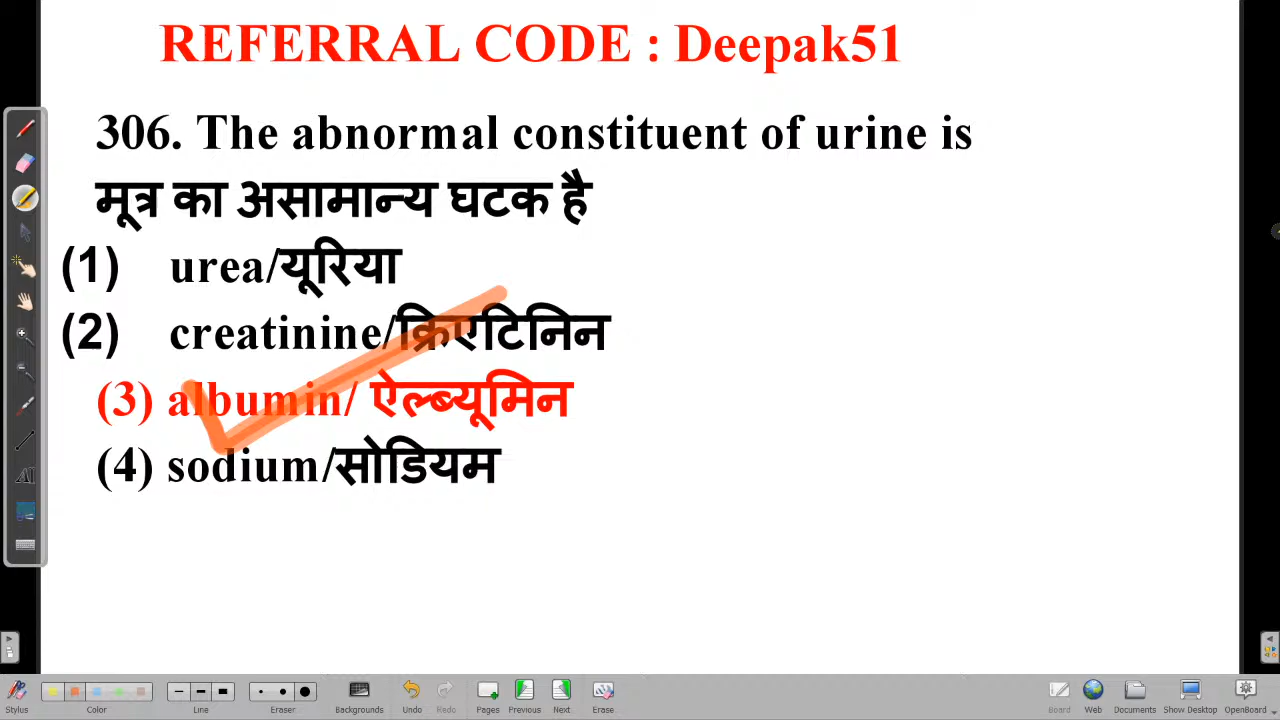 REFERRAL CODE : Deepak51
306. The abnormal constituent of urine is
मूत्र का असामान्य घटक है
(1) urea/यूरिया
(2) creatinine/क्रिएटिनिन
(3) albumin/ ऐल्ब्यूमिन
(4) sodium/सोडियम
Stylus Color Line Eraser Backgrounds Undo Redo Pages Previous Next Erase Board Web Documents Show Desktop OpenBoard